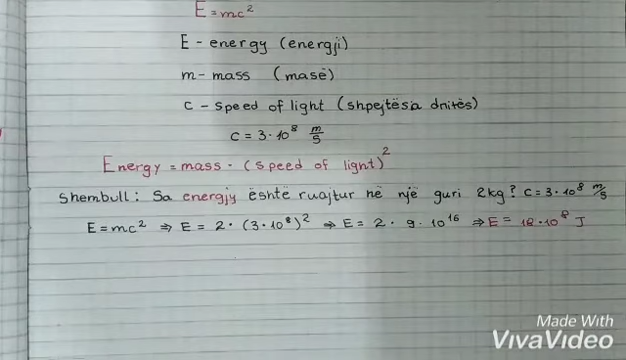 E = mc²
E - energy (energji)
m - mass (masë)
c - speed of light (shpejtësia dritës)
c = 3·10⁸ m/s
Energy = mass · (speed of light)²
Shembull: Sa energjy është ruajtur në një guri 2kg? c = 3·10⁸ m/s
E = mc² ⇒ E = 2 · (3·10⁸)² ⇒ E = 2 · 9 · 10¹⁶ ⇒ E = 18·10⁸ J
Made With
VivaVideo